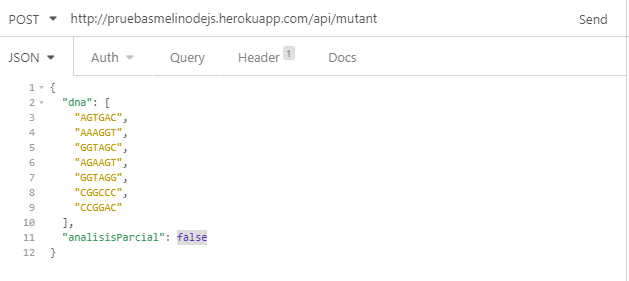 POST http://pruebasmelinodejs.herokuapp.com/api/mutant Send
JSON Auth Query Header 1 Docs
1 {
2 "dna": [
3 "AGTGAC",
4 "AAAGGT",
5 "GGTAGC",
6 "AGAAGT",
7 "GGTAGG",
8 "CGGCCC",
9 "CCGGAC"
10 ],
11 "analisisParcial": false
12 }